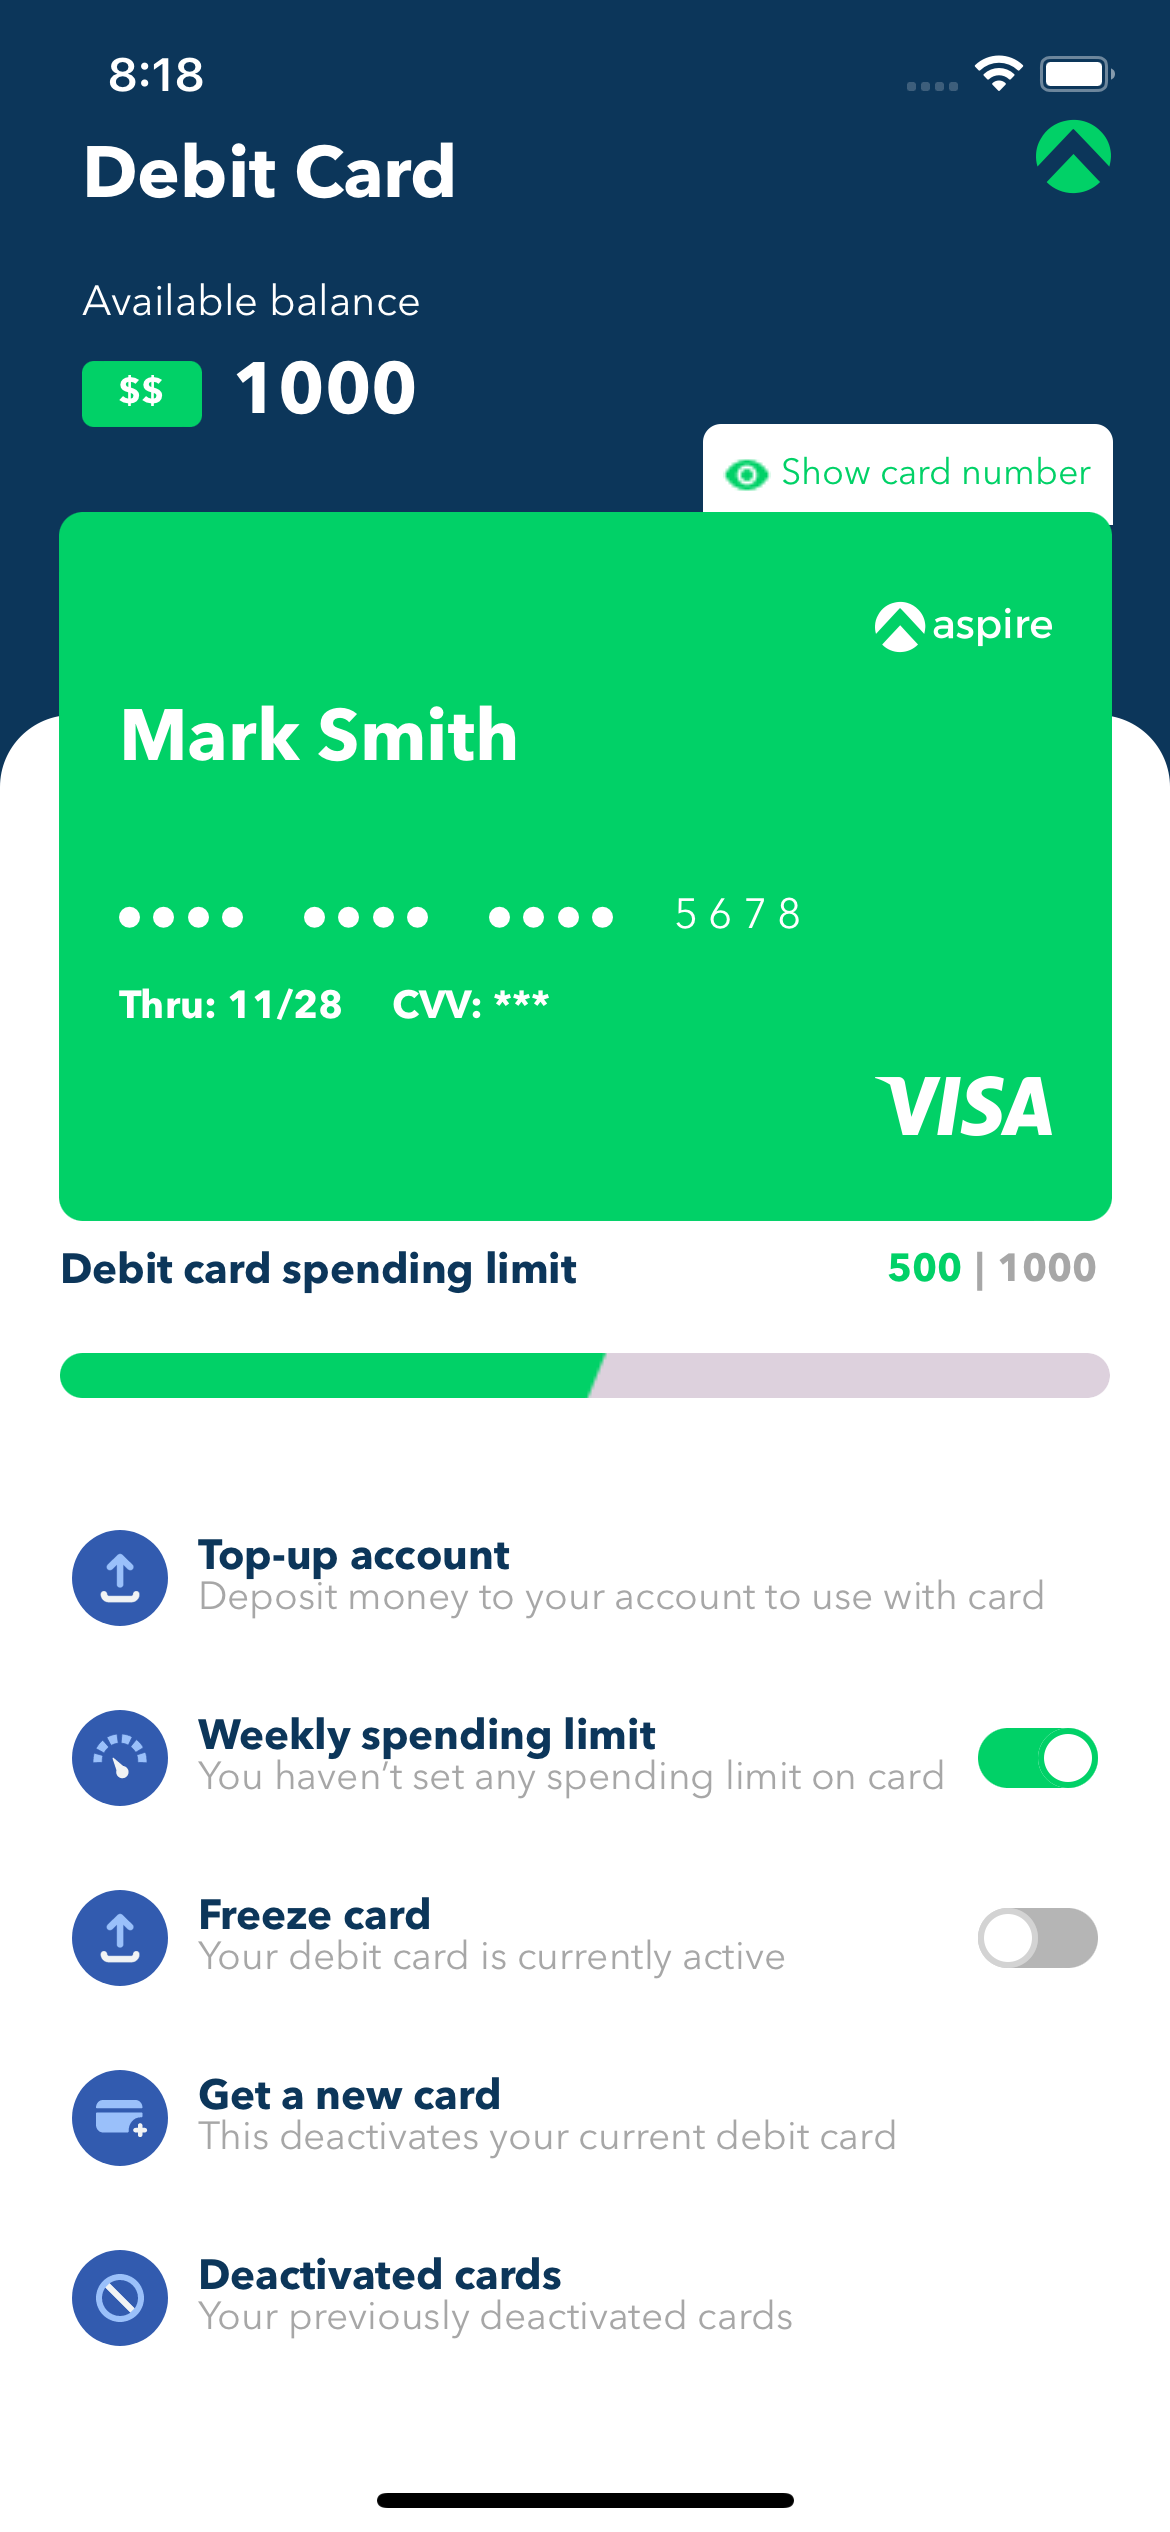 8:18
Debit Card
Available balance
$$ 1000
Show card number
aspire
Mark Smith
•••• •••• •••• 5678
Thru: 11/28 CVV: ***
VISA
Debit card spending limit 500 | 1000
Top-up account
Deposit money to your account to use with card
Weekly spending limit
You haven’t set any spending limit on card
Freeze card
Your debit card is currently active
Get a new card
This deactivates your current debit card
Deactivated cards
Your previously deactivated cards